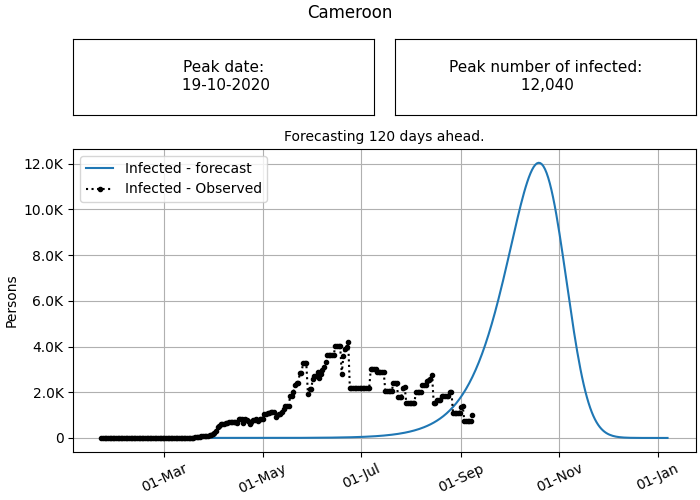 Cameroon
Peak date:
19-10-2020
Peak number of infected:
12,040
Forecasting 120 days ahead.
Infected - forecast
Infected - Observed
12.0K
10.0K
8.0K
6.0K
4.0K
2.0K
0
Persons
01-Mar
01-May
01-Jul
01-Sep
01-Nov
01-Jan